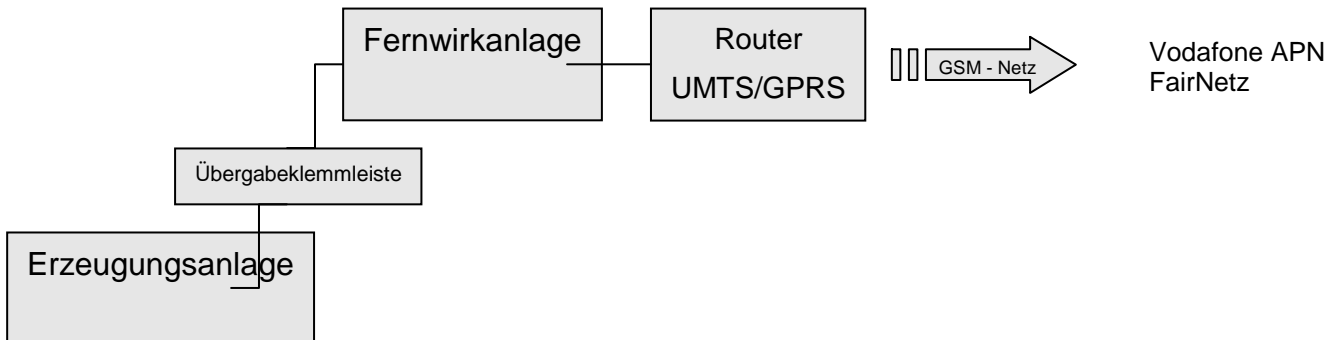 Fernwirkanlage
Router
UMTS/GPRS
GSM - Netz
Vodafone APN
FairNetz
Übergabeklemmleiste
Erzeugungsanlage